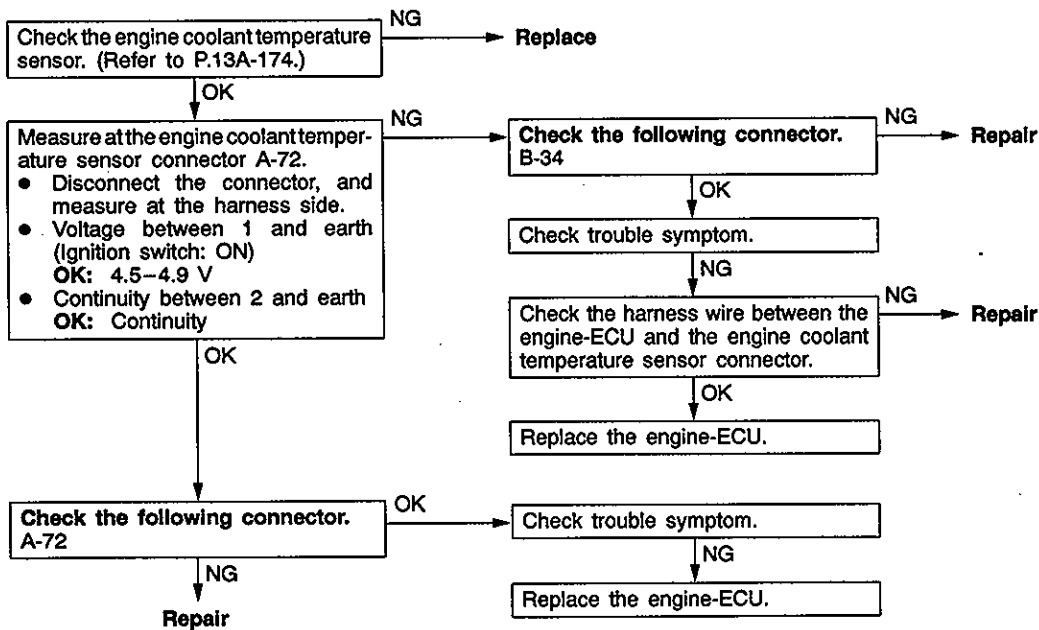 Check the engine coolant temperature
sensor. (Refer to P.13A-174.)
NG
Replace
OK
Measure at the engine coolant temper-
ature sensor connector A-72.
● Disconnect the connector, and
measure at the harness side.
● Voltage between 1 and earth
(Ignition switch: ON)
OK: 4.5–4.9 V
● Continuity between 2 and earth
OK: Continuity
NG
Check the following connector.
B-34
NG
Repair
OK
Check trouble symptom.
NG
Check the harness wire between the
engine-ECU and the engine coolant
temperature sensor connector.
NG
Repair
OK
Replace the engine-ECU.
OK
Check the following connector.
A-72
OK
Check trouble symptom.
NG
Replace the engine-ECU.
NG
Repair